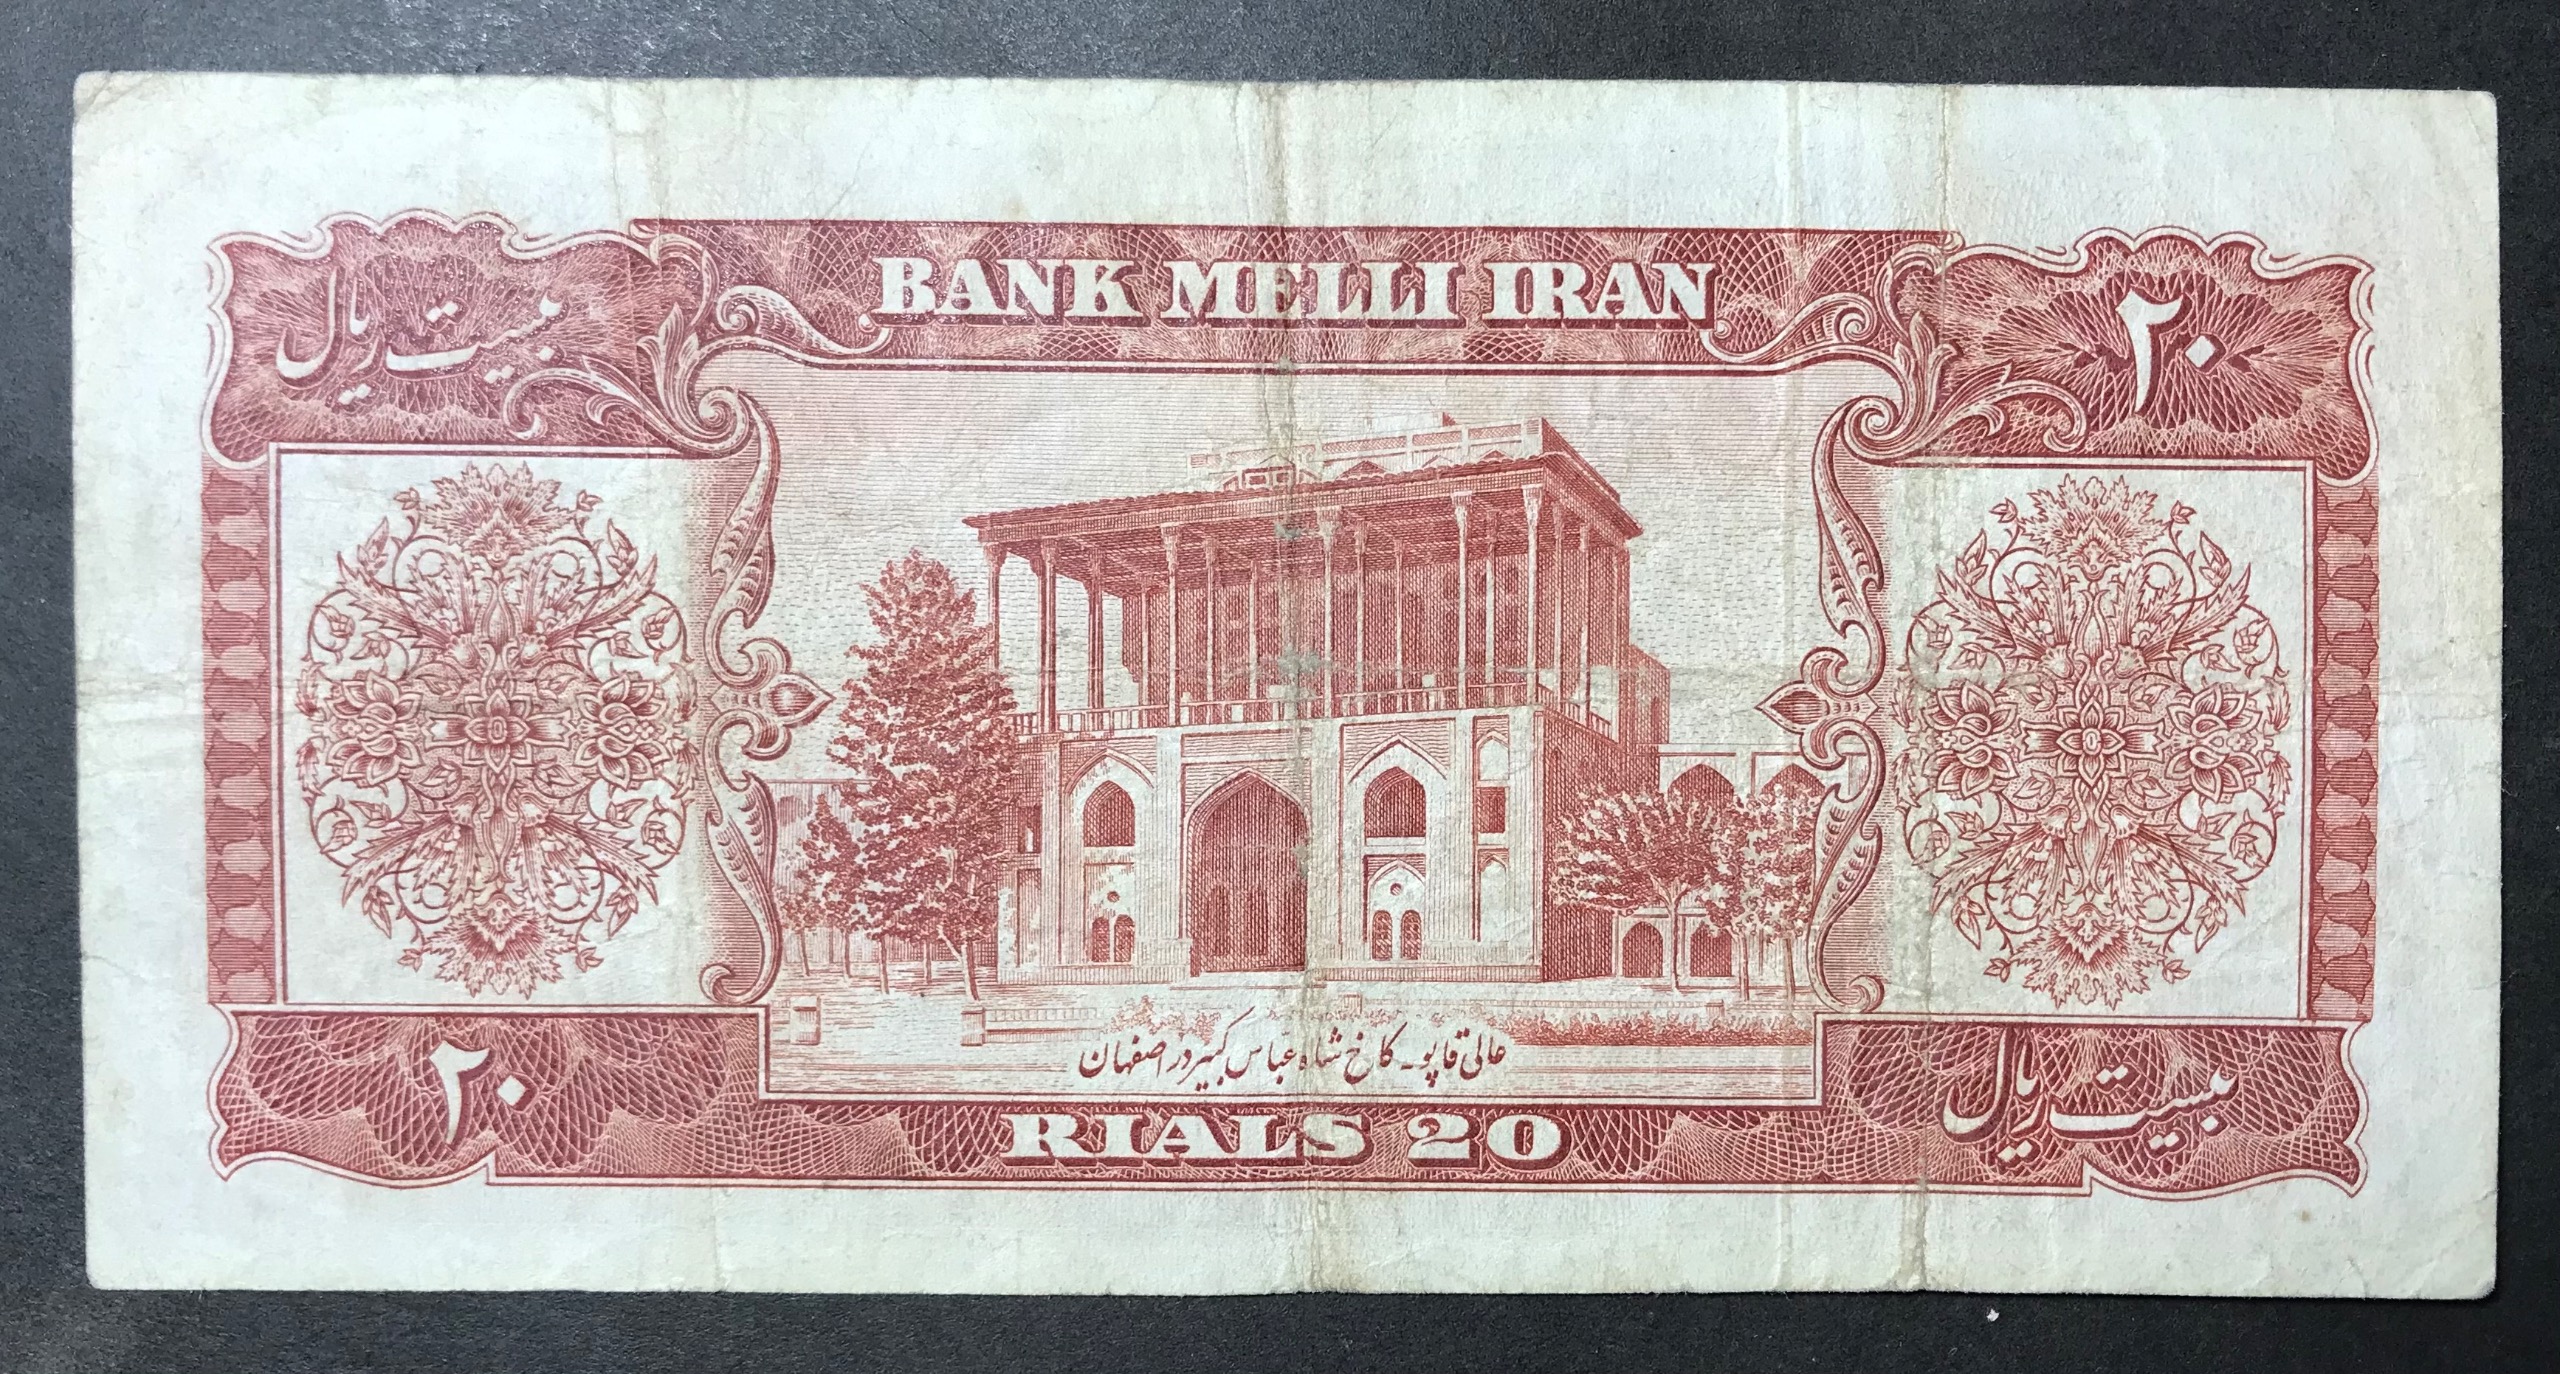 BANK MELLI IRAN
بیست ریال
۲۰
عالی قاپو ـ کاخ شاه عباس کبیر در اصفهان
۲۰
RIALS 20
بیست ریال